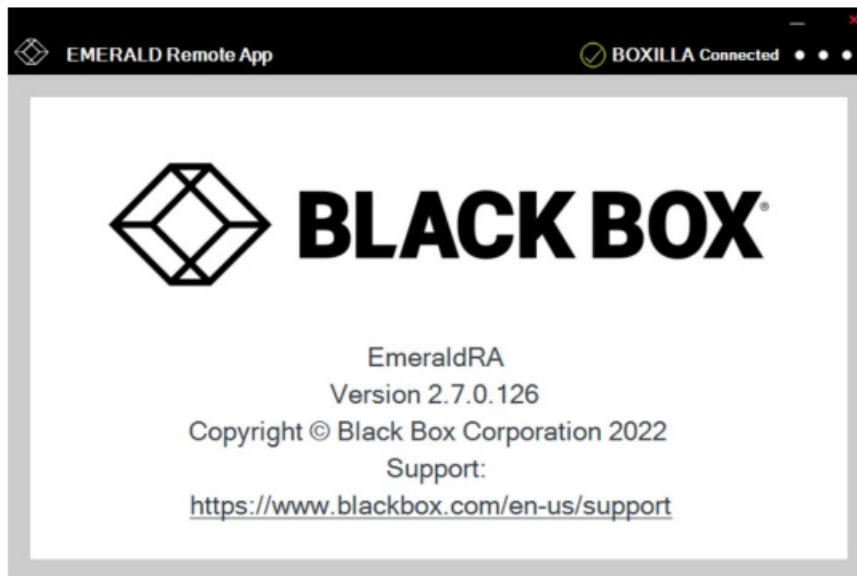 EMERALD Remote App
BOXILLA Connected
BLACK BOX®
EmeraldRA
Version 2.7.0.126
Copyright © Black Box Corporation 2022
Support:
https://www.blackbox.com/en-us/support